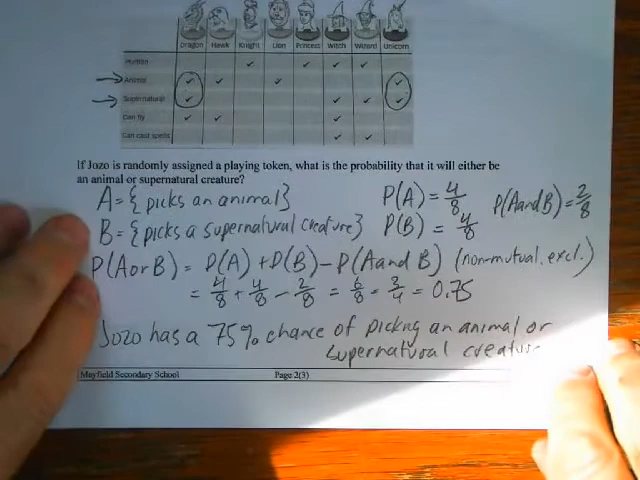 Dragon Hawk Knight Lion Princess Witch Wizard Unicorn
Human ✓ ✓ ✓ ✓
Animal ✓ ✓ ✓ ✓
Supernatural ✓ ✓ ✓ ✓
Can fly ✓ ✓ ✓
Can cast spells ✓ ✓
If Jozo is randomly assigned a playing token, what is the probability that it will either be
an animal or supernatural creature?
A = { picks an animal}
P(A) = 4/8 P(A and B) = 2/8
B = { picks a supernatural creature}
P(B) = 4/8
P(A or B) = P(A) + P(B) - P(A and B) (non-mutual. excl.)
= 4/8 + 4/8 - 2/8 = 6/8 = 3/4 = 0.75
Jozo has a 75% chance of picking an animal or
supernatural creature
Mayfield Secondary School Page 2(3)